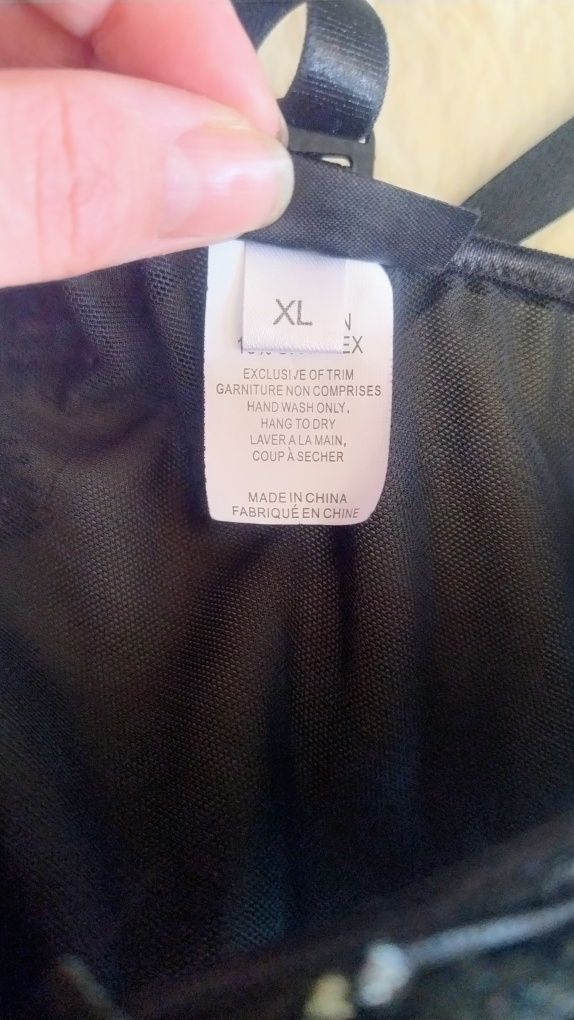 XL
EXCLUSIVE OF TRIM
GARNITURE NON COMPRISES
HAND WASH ONLY,
HANG TO DRY
LAVER A LA MAIN,
COUP À SECHER
MADE IN CHINA
FABRIQUÉ EN CHINE